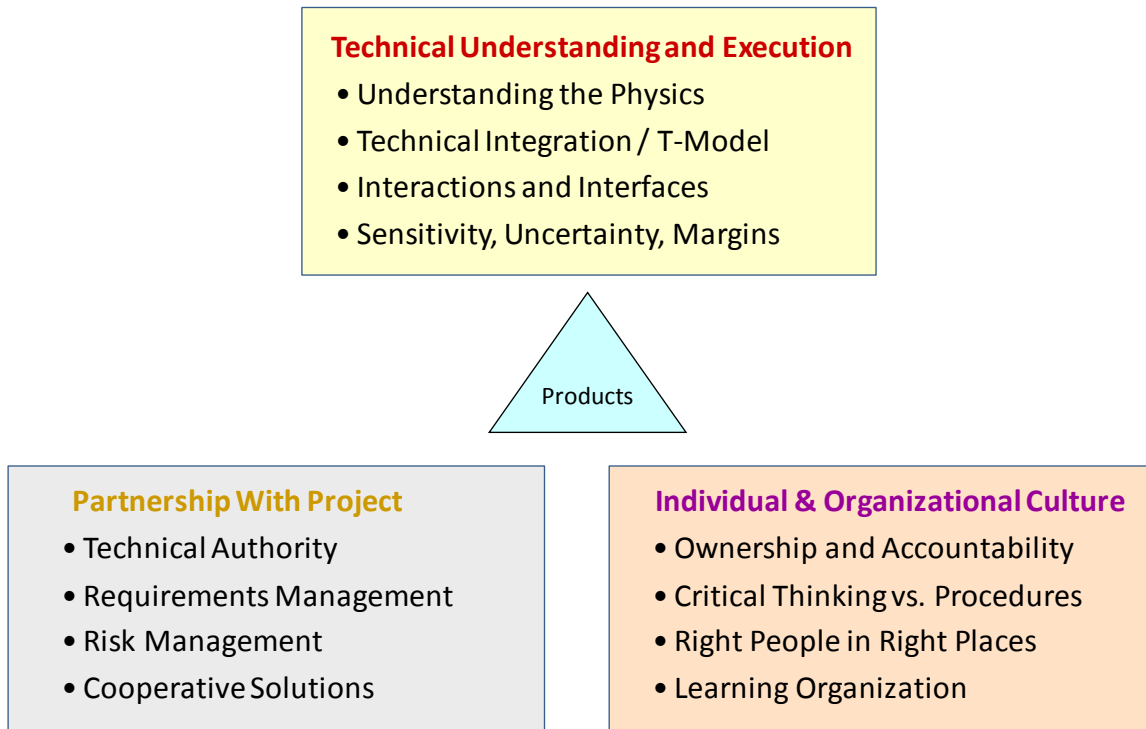 Technical Understanding and Execution
• Understanding the Physics
• Technical Integration / T-Model
• Interactions and Interfaces
• Sensitivity, Uncertainty, Margins
Products
Partnership With Project
• Technical Authority
• Requirements Management
• Risk Management
• Cooperative Solutions
Individual & Organizational Culture
• Ownership and Accountability
• Critical Thinking vs. Procedures
• Right People in Right Places
• Learning Organization